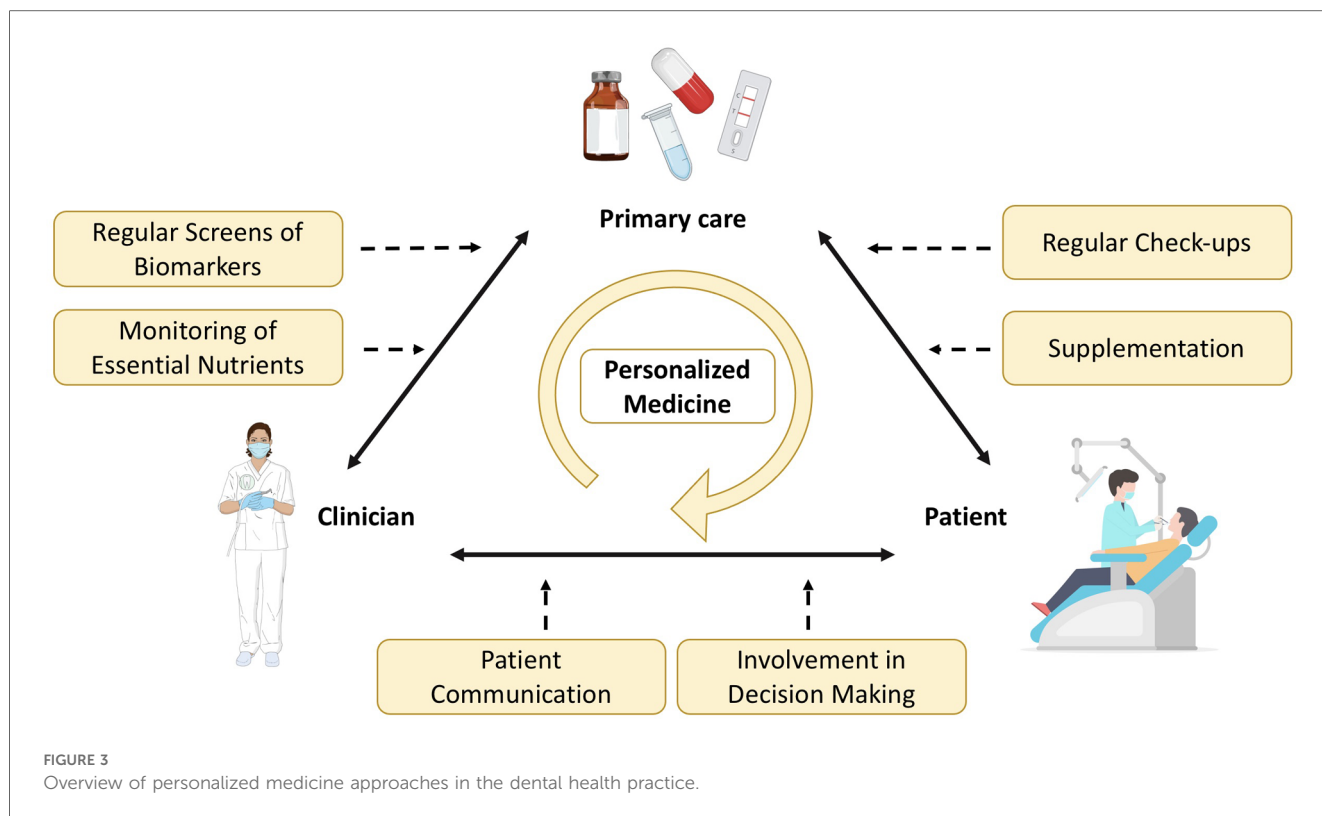 Primary care
Regular Screens of
Biomarkers
Monitoring of
Essential Nutrients
Regular Check-ups
Supplementation
Personalized
Medicine
Clinician
Patient
Patient
Communication
Involvement in
Decision Making
C
T
S
FIGURE 3
Overview of personalized medicine approaches in the dental health practice.